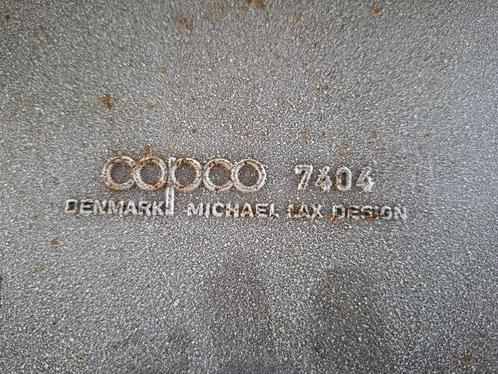 copco 7404
DENMARK MICHAEL LAX DESIGN